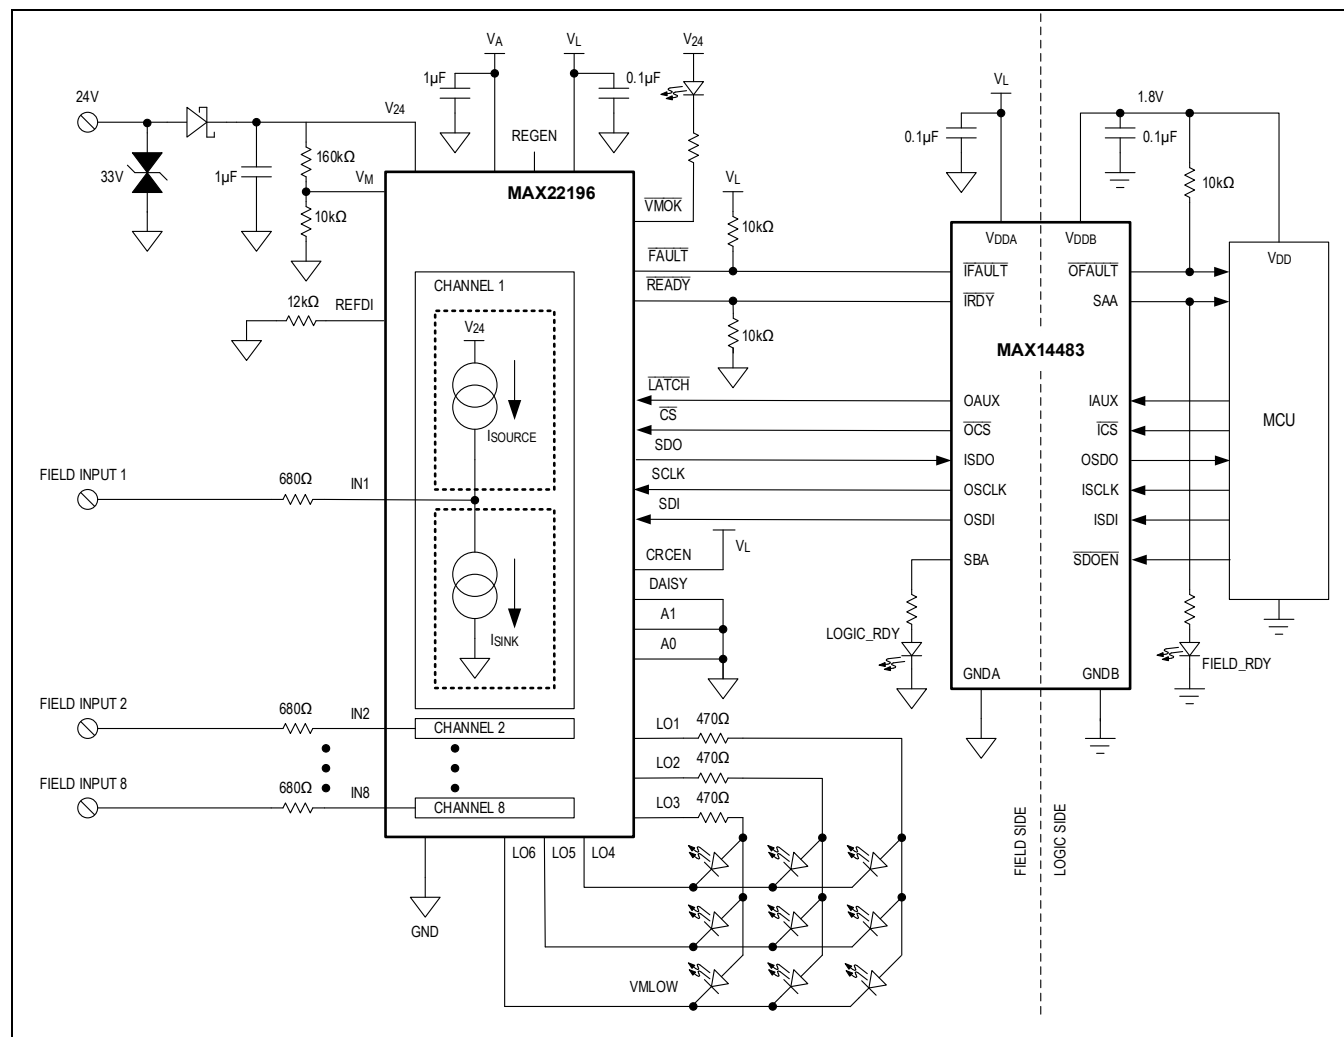 VA
VL
V24
1µF
0.1µF
VL
1.8V
24V
V24
REGEN
0.1µF
0.1µF
33V
1µF
160kΩ
VM
MAX22196
VMOK
VL
10kΩ
10kΩ
10kΩ
FAULT
READY
10kΩ
VDDA
VDDB
VDD
IFAULT
OFAULT
IRDY
SAA
CHANNEL 1
12kΩ
REFDI
V24
ISOURCE
MAX14483
LATCH
CS
SDO
SCLK
SDI
OAUX
IAUX
OCS
ICS
ISDO
OSDO
OSCLK
ISCLK
OSDI
ISDI
MCU
FIELD INPUT 1
680Ω
IN1
VL
CRCEN
SBA
SDOEN
DAISY
A1
A0
ISINK
LOGIC_RDY
FIELD_RDY
GNDA
GNDB
FIELD INPUT 2
680Ω
IN2
CHANNEL 2
LO1
470Ω
LO2
470Ω
FIELD INPUT 8
680Ω
IN8
CHANNEL 8
LO3
470Ω
FIELD SIDE
LOGIC SIDE
LO6
LO5
LO4
GND
VMLOW